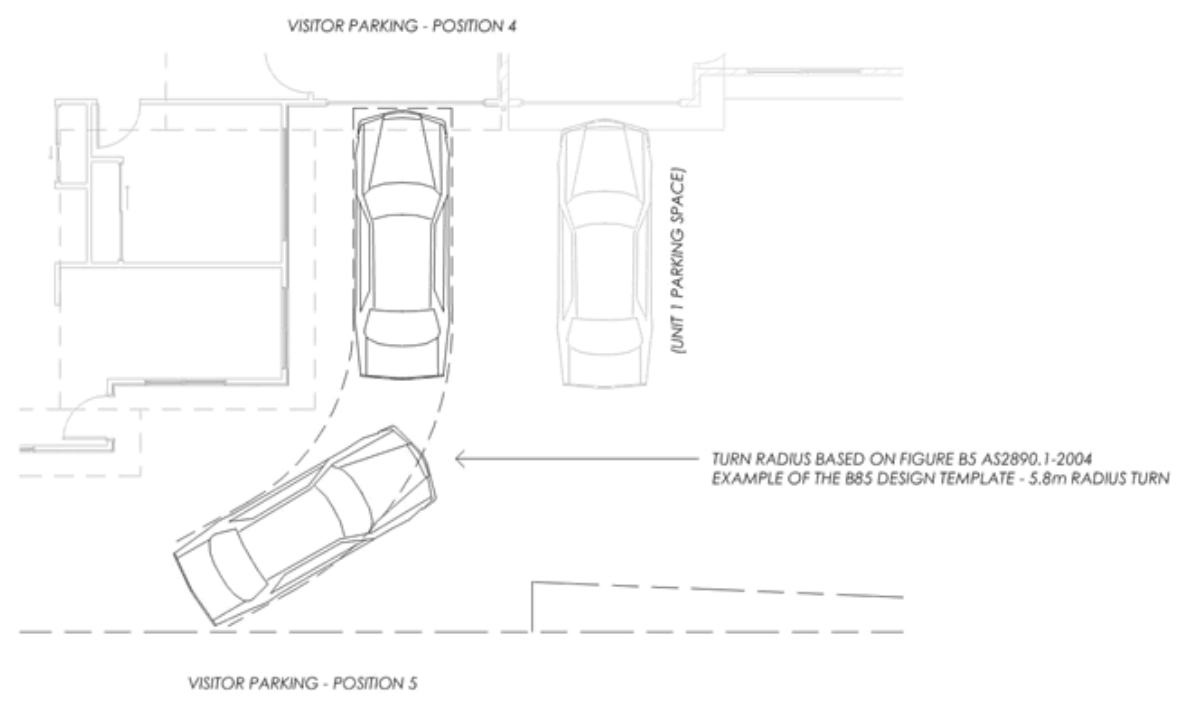 VISITOR PARKING - POSITION 4
(UNIT 1 PARKING SPACE)
TURN RADIUS BASED ON FIGURE B5 AS2890.1-2004
EXAMPLE OF THE B85 DESIGN TEMPLATE - 5.8m RADIUS TURN
VISITOR PARKING - POSITION 5